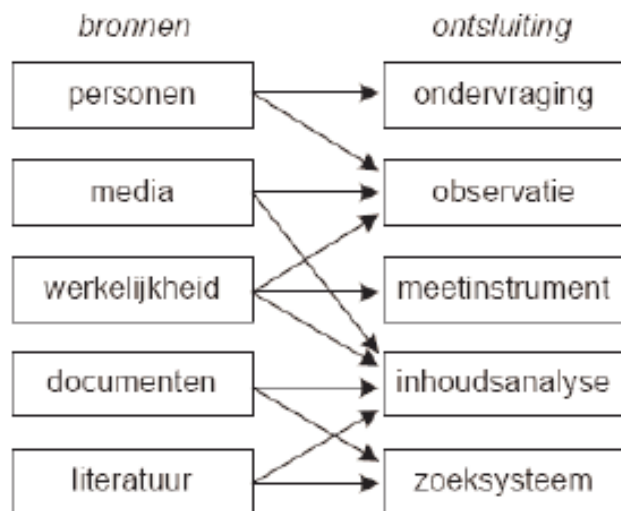 bronnen ontsluiting
personen ondervraging
media observatie
werkelijkheid meetinstrument
documenten inhoudsanalyse
literatuur zoeksysteem